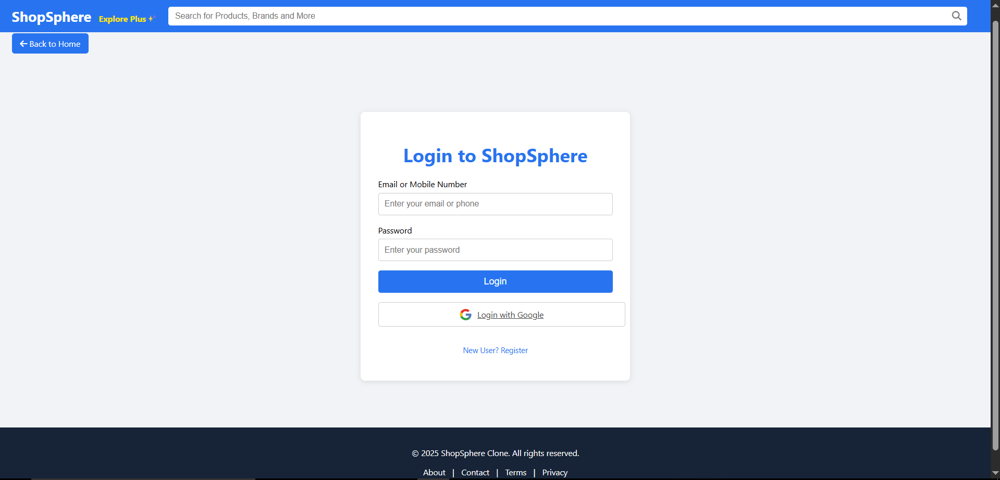 ShopSphere Explore Plus
Search for Products, Brands and More
Back to Home
Login to ShopSphere
Email or Mobile Number
Enter your email or phone
Password
Enter your password
Login
Login with Google
New User? Register
© 2025 ShopSphere Clone. All rights reserved.
About | Contact | Terms | Privacy